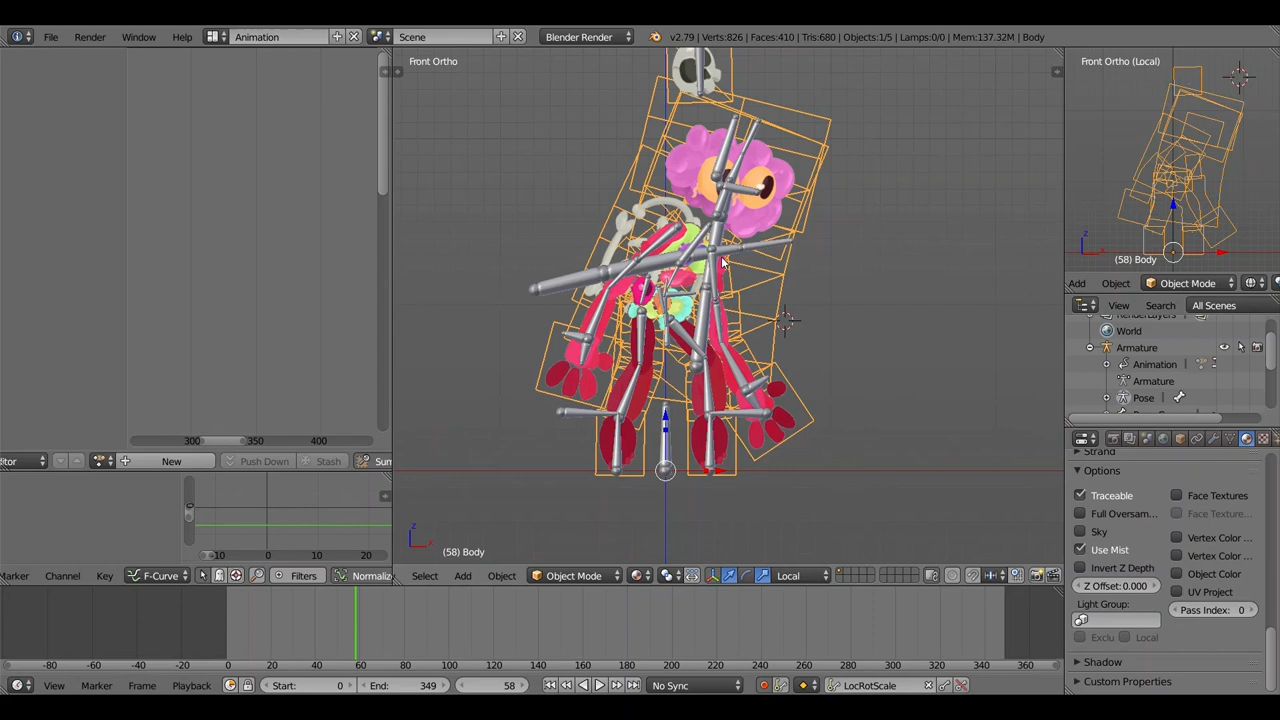 File Render Window Help Animation Scene Blender Render v2.79 | Verts:826 | Faces:410 | Tris:680 | Objects:1/5 | Lamps:0/0 | Mem:137.32M | Body
Front Ortho
Front Ortho (Local)
(58) Body
Add Object Object Mode
View Search All Scenes
World
Armature
Animation
Armature
Pose
300 350 400
New Push Down Stash Sum
Strand
Options
Traceable Face Textures
Full Oversam... Face Texture...
Sky Vertex Color ...
Use Mist Vertex Color ...
Invert Z Depth Object Color
Z Offset: 0.000 UV Project
Light Group: Pass Index: 0
Exclu Local
Shadow
Custom Properties
-10 0 10 20
z
(58) Body
Marker Channel Key F-Curve Filters Normaliz
Select Add Object Object Mode Local
-80 -60 -40 -20 0 20 40 60 80 100 120 140 160 180 200 220 240 260 280 300 320 340 360
View Marker Frame Playback Start: 0 End: 349 58 No Sync LocRotScale